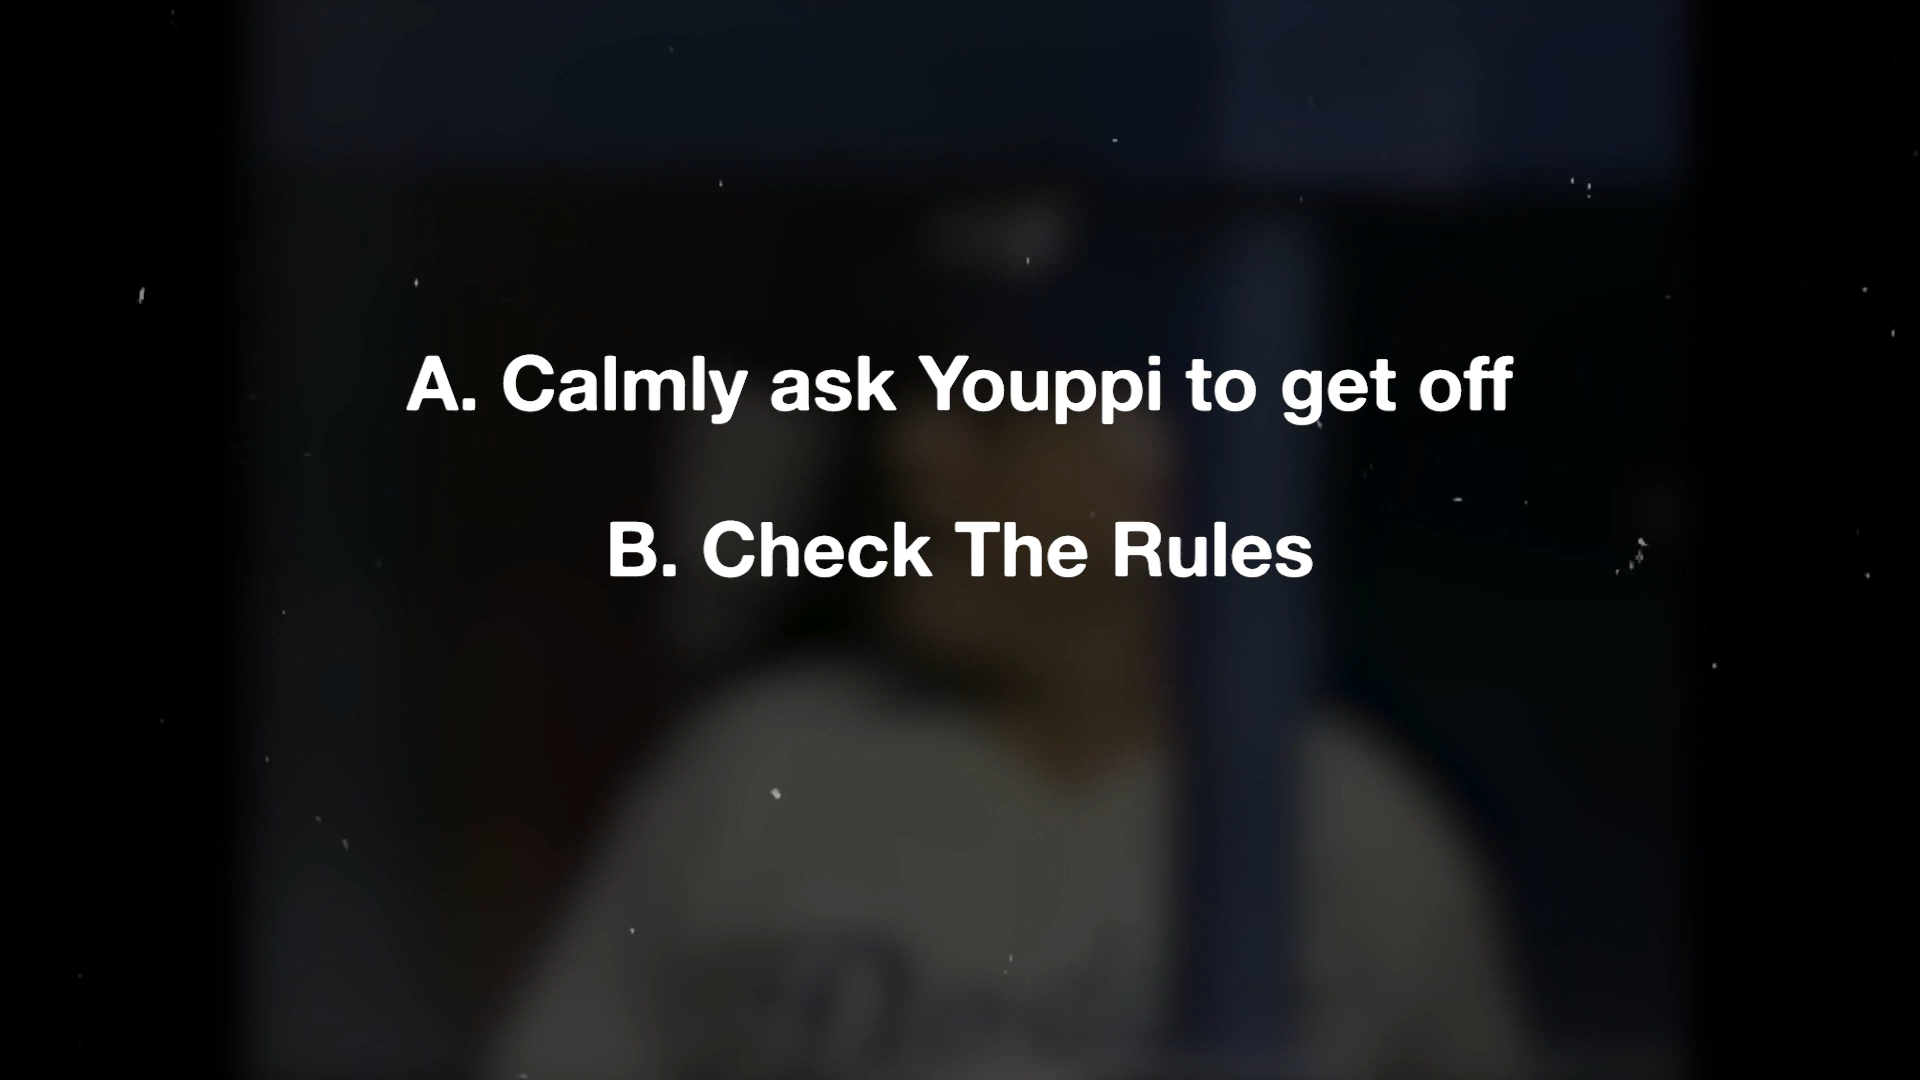 A. Calmly ask Youppi to get off
B. Check The Rules